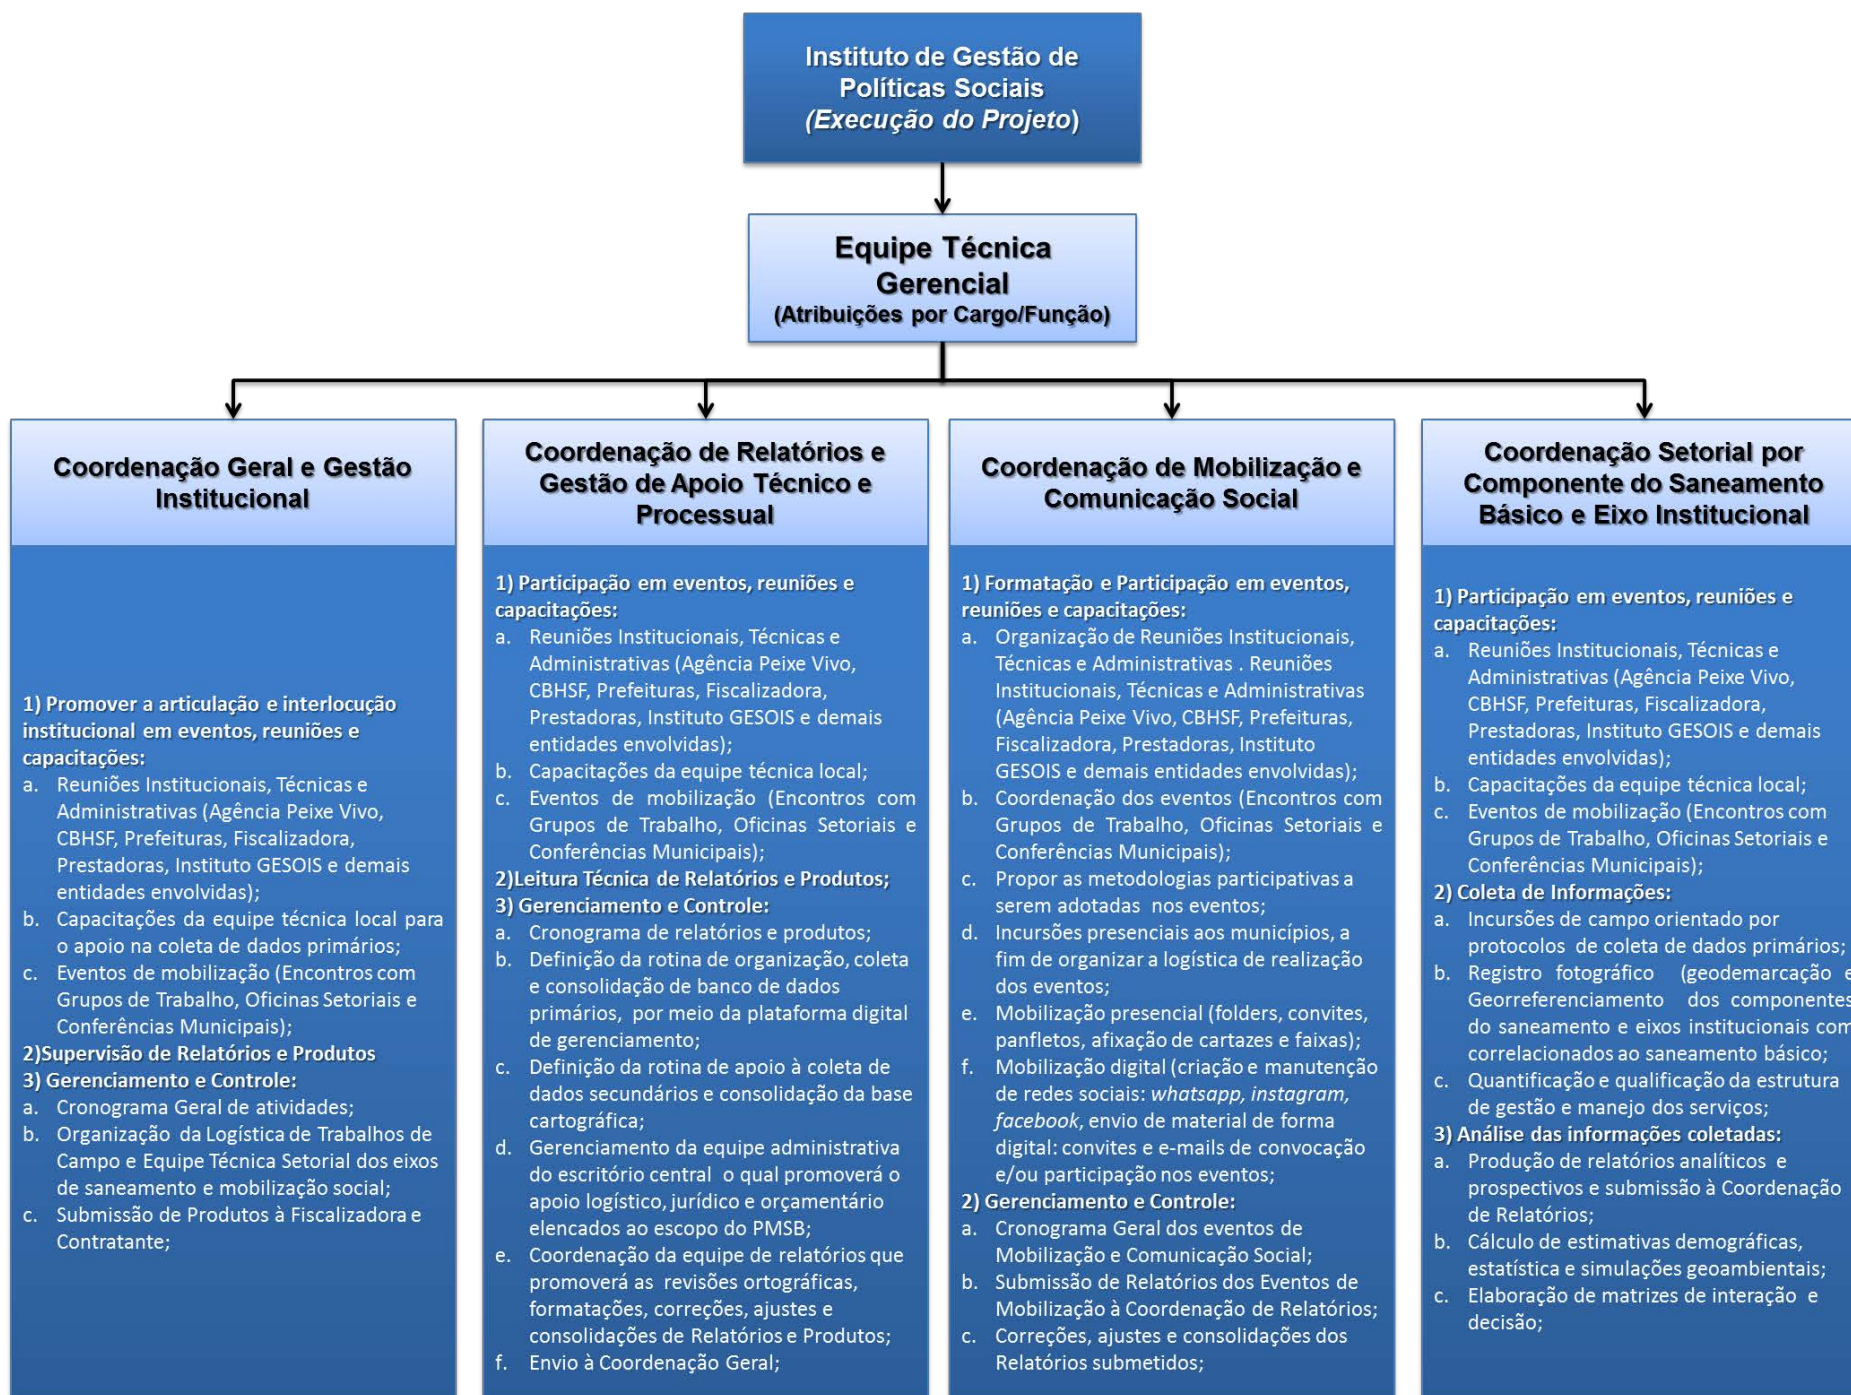 Instituto de Gestão de
Políticas Sociais
(Execução do Projeto)
Equipe Técnica
Gerencial
(Atribuições por Cargo/Função)
Coordenação Geral e Gestão
Institucional
1) Promover a articulação e interlocução
institucional em eventos, reuniões e
capacitações:
a. Reuniões Institucionais, Técnicas e
Administrativas (Agência Peixe Vivo,
CBHSF, Prefeituras, Fiscalizadora,
Prestadoras, Instituto GESOIS e demais
entidades envolvidas);
b. Capacitações da equipe técnica local para
o apoio na coleta de dados primários;
c. Eventos de mobilização (Encontros com
Grupos de Trabalho, Oficinas Setoriais e
Conferências Municipais);
2)Supervisão de Relatórios e Produtos
3) Gerenciamento e Controle:
a. Cronograma Geral de atividades;
b. Organização da Logística de Trabalhos de
Campo e Equipe Técnica Setorial dos eixos
de saneamento e mobilização social;
c. Submissão de Produtos à Fiscalizadora e
Contratante;
Coordenação de Relatórios e
Gestão de Apoio Técnico e
Processual
1) Participação em eventos, reuniões e
capacitações:
a. Reuniões Institucionais, Técnicas e
Administrativas (Agência Peixe Vivo,
CBHSF, Prefeituras, Fiscalizadora,
Prestadoras, Instituto GESOIS e demais
entidades envolvidas);
b. Capacitações da equipe técnica local;
c. Eventos de mobilização (Encontros com
Grupos de Trabalho, Oficinas Setoriais e
Conferências Municipais);
2)Leitura Técnica de Relatórios e Produtos;
3) Gerenciamento e Controle:
a. Cronograma de relatórios e produtos;
b. Definição da rotina de organização, coleta
e consolidação de banco de dados
primários, por meio da plataforma digital
de gerenciamento;
c. Definição da rotina de apoio à coleta de
dados secundários e consolidação da base
cartográfica;
d. Gerenciamento da equipe administrativa
do escritório central o qual promoverá o
apoio logístico, jurídico e orçamentário
elencados ao escopo do PMSB;
e. Coordenação da equipe de relatórios que
promoverá as revisões ortográficas,
formatações, correções, ajustes e
consolidações de Relatórios e Produtos;
f. Envio à Coordenação Geral;
Coordenação de Mobilização e
Comunicação Social
1) Formatação e Participação em eventos,
reuniões e capacitações:
a. Organização de Reuniões Institucionais,
Técnicas e Administrativas . Reuniões
Institucionais, Técnicas e Administrativas
(Agência Peixe Vivo, CBHSF, Prefeituras,
Fiscalizadora, Prestadoras, Instituto
GESOIS e demais entidades envolvidas);
b. Coordenação dos eventos (Encontros com
Grupos de Trabalho, Oficinas Setoriais e
Conferências Municipais);
c. Propor as metodologias participativas a
serem adotadas nos eventos;
d. Incursões presenciais aos municípios, a
fim de organizar a logística de realização
dos eventos;
e. Mobilização presencial (folders, convites,
panfletos, afixação de cartazes e faixas);
f. Mobilização digital (criação e manutenção
de redes sociais: whatsapp, instagram,
facebook, envio de material de forma
digital: convites e e-mails de convocação
e/ou participação nos eventos;
2) Gerenciamento e Controle:
a. Cronograma Geral dos eventos de
Mobilização e Comunicação Social;
b. Submissão de Relatórios dos Eventos de
Mobilização à Coordenação de Relatórios;
c. Correções, ajustes e consolidações dos
Relatórios submetidos;
Coordenação Setorial por
Componente do Saneamento
Básico e Eixo Institucional
1) Participação em eventos, reuniões e
capacitações:
a. Reuniões Institucionais, Técnicas e
Administrativas (Agência Peixe Vivo,
CBHSF, Prefeituras, Fiscalizadora,
Prestadoras, Instituto GESOIS e demais
entidades envolvidas);
b. Capacitações da equipe técnica local;
c. Eventos de mobilização (Encontros com
Grupos de Trabalho, Oficinas Setoriais e
Conferências Municipais);
2) Coleta de Informações:
a. Incursões de campo orientado por
protocolos de coleta de dados primários;
b. Registro fotográfico (geodemarcação e
Georreferenciamento dos componentes
do saneamento e eixos institucionais com
correlacionados ao saneamento básico;
c. Quantificação e qualificação da estrutura
de gestão e manejo dos serviços;
3) Análise das informações coletadas:
a. Produção de relatórios analíticos e
prospectivos e submissão à Coordenação
de Relatórios;
b. Cálculo de estimativas demográficas,
estatística e simulações geoambientais;
c. Elaboração de matrizes de interação e
decisão;